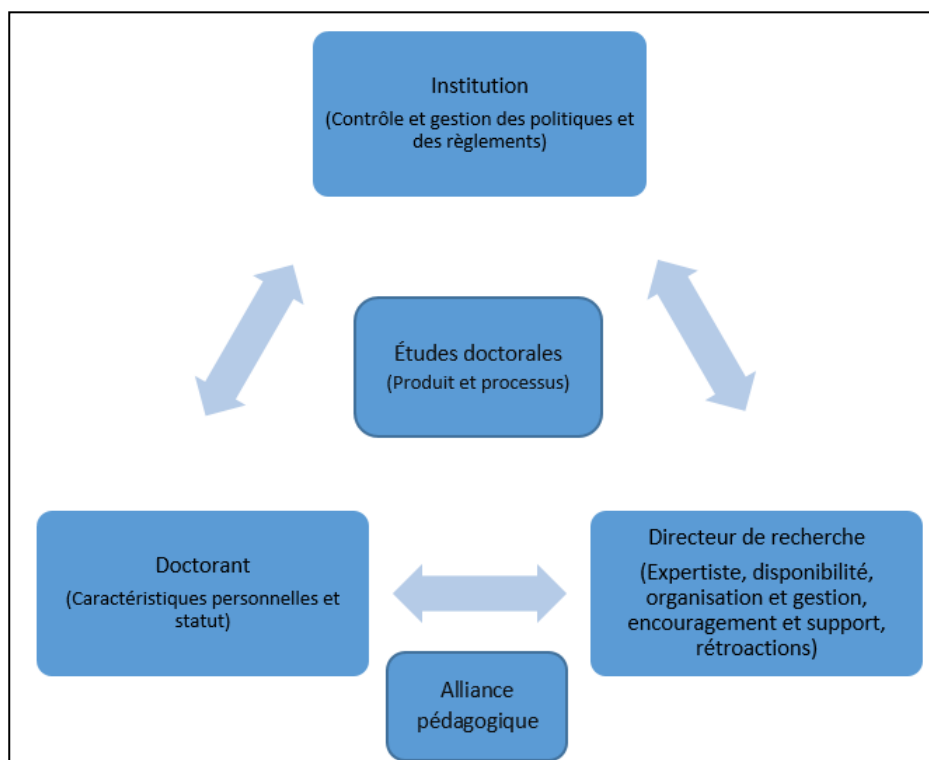 Institution
(Contrôle et gestion des politiques et
des règlements)
Études doctorales
(Produit et processus)
Doctorant
(Caractéristiques personnelles et
statut)
Directeur de recherche
(Expertiste, disponibilité,
organisation et gestion,
encouragement et support,
rétroactions)
Alliance
pédagogique